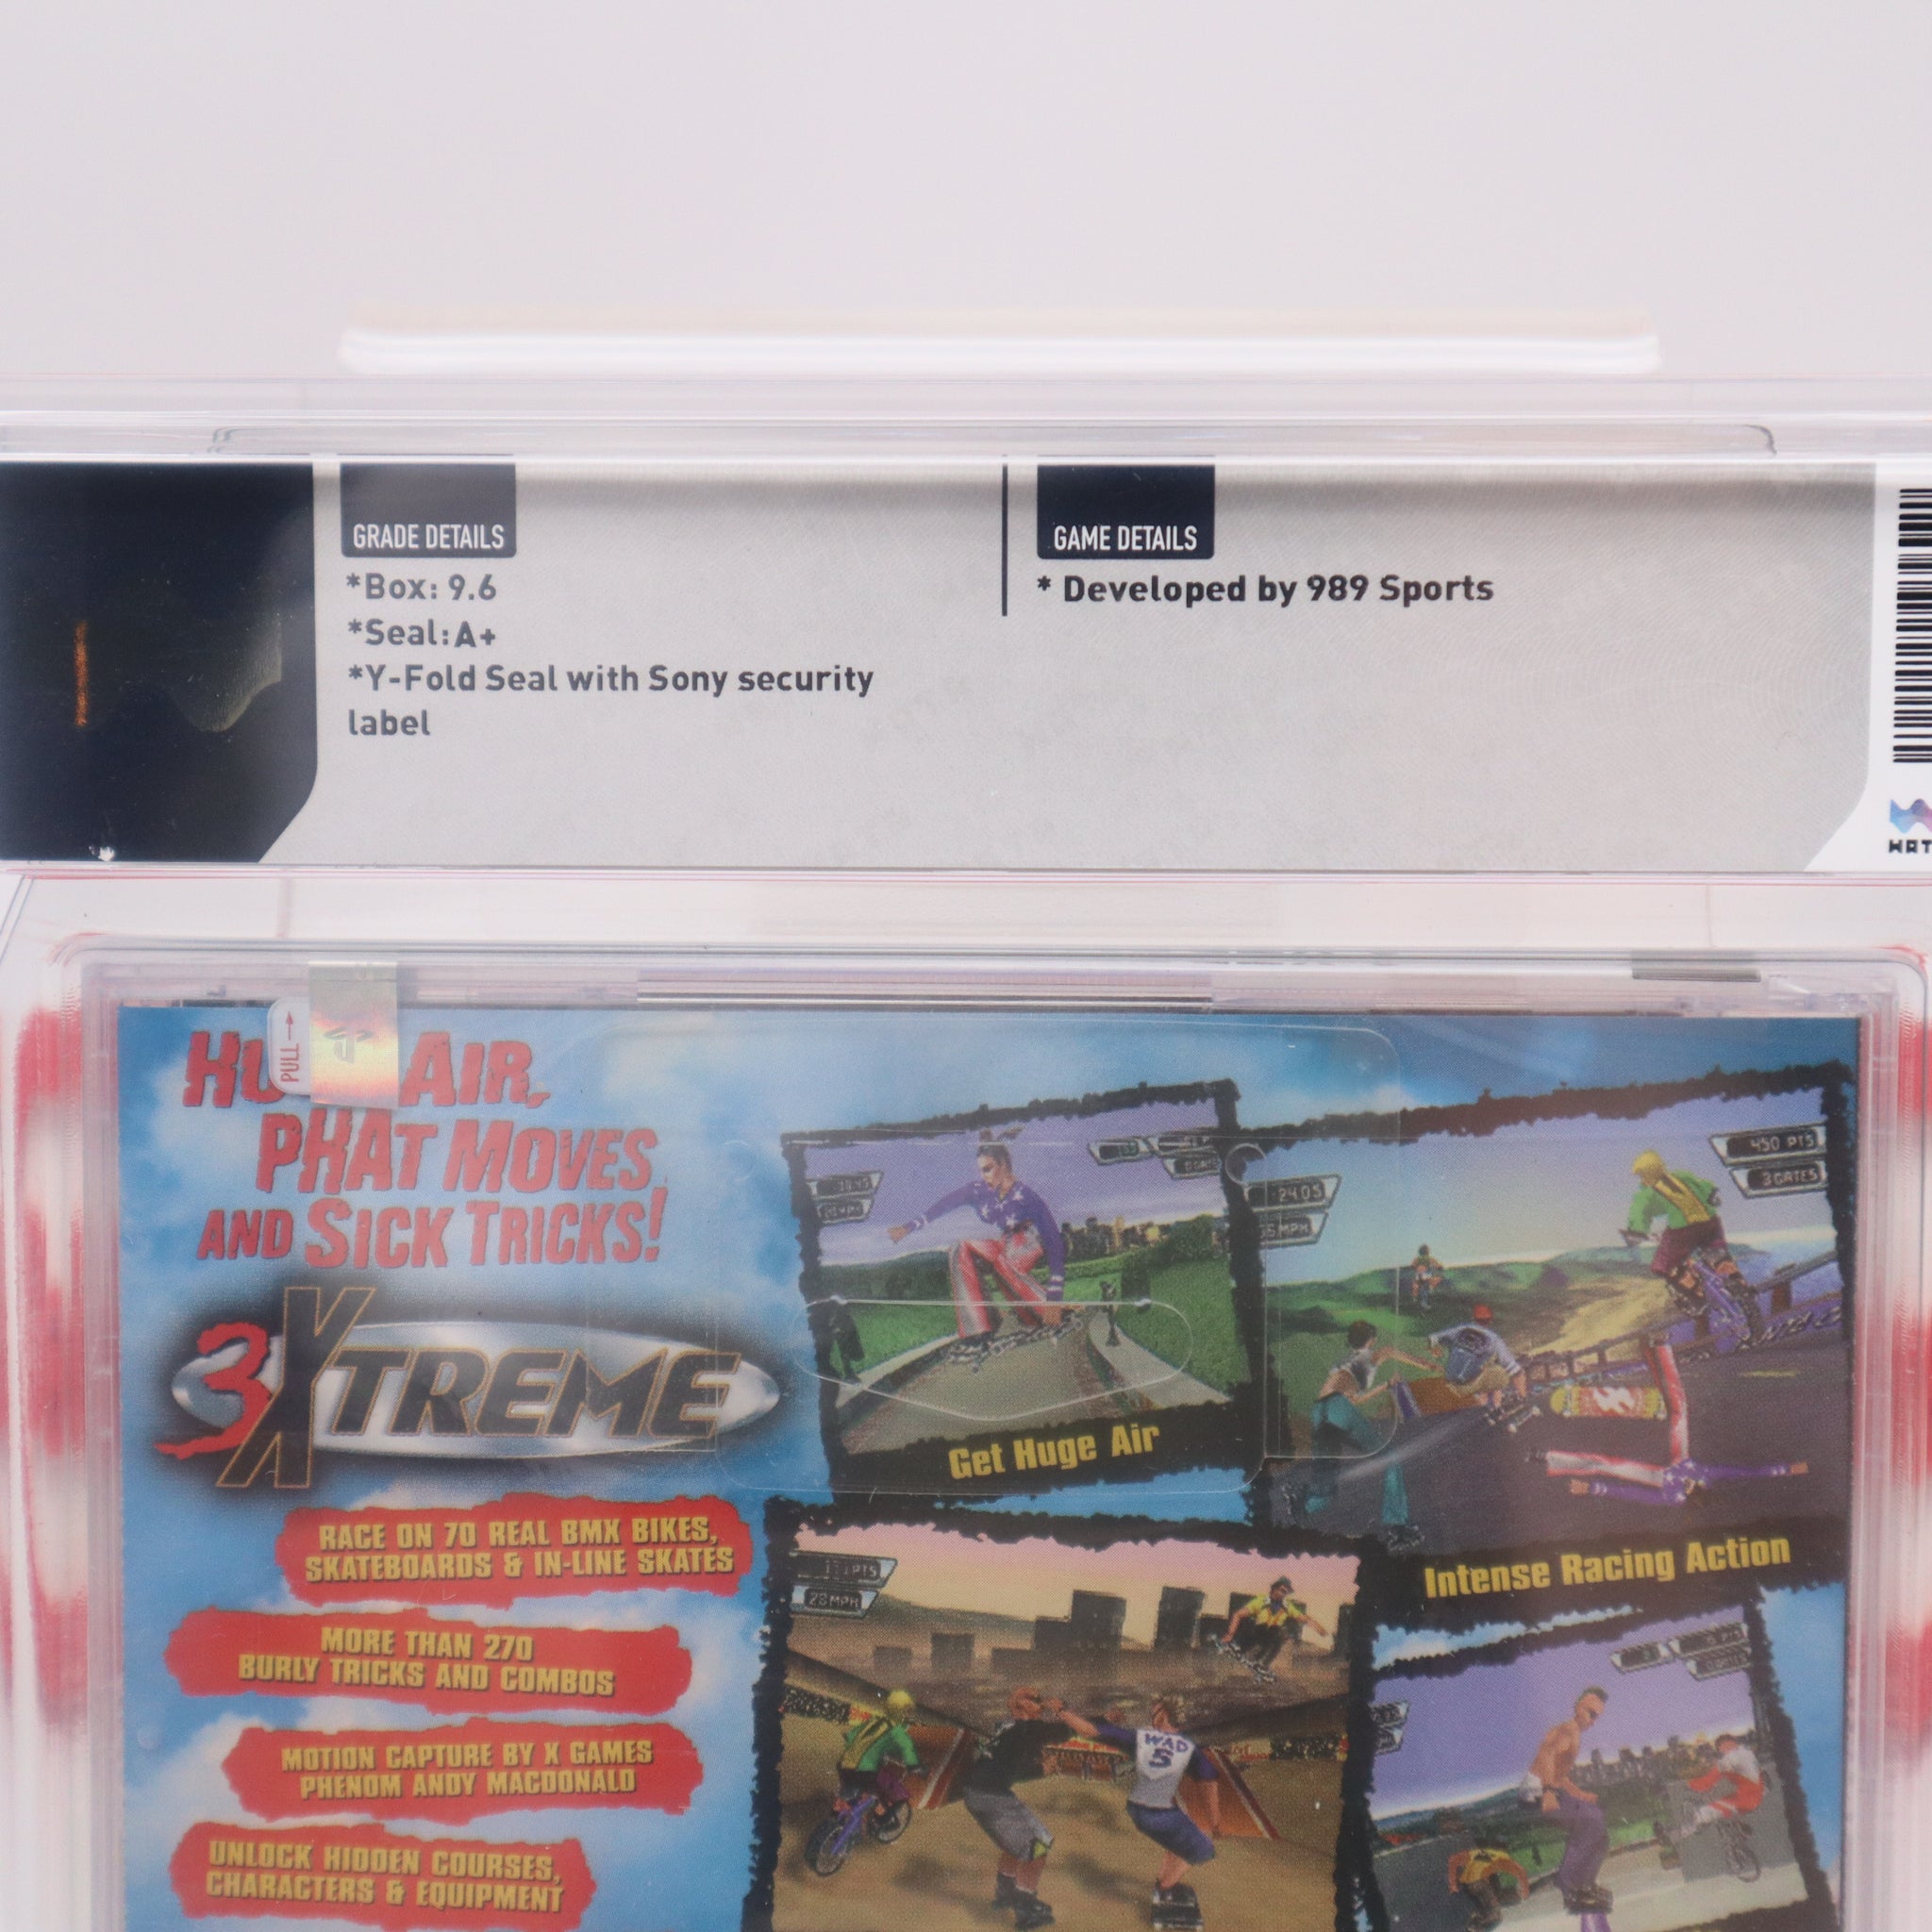 GRADE DETAILS
*Box: 9.6
*Seal:A+
*Y-Fold Seal with Sony security
label
GAME DETAILS
* Developed by 989 Sports
PULL→
AIR,
PHAT MOVES
AND SICK TRICKS!
3XTREME
RACE ON 70 REAL BMX BIKES,
SKATEBOARDS & IN-LINE SKATES
MORE THAN 270
BURLY TRICKS AND COMBOS
MOTION CAPTURE BY X GAMES
PHENOM ANDY MACDONALD
UNLOCK HIDDEN COURSES,
CHARACTERS & EQUIPMENT
Get Huge Air
450 PTS
3 GATES
Intense Racing Action
28 MPH
WAD
5